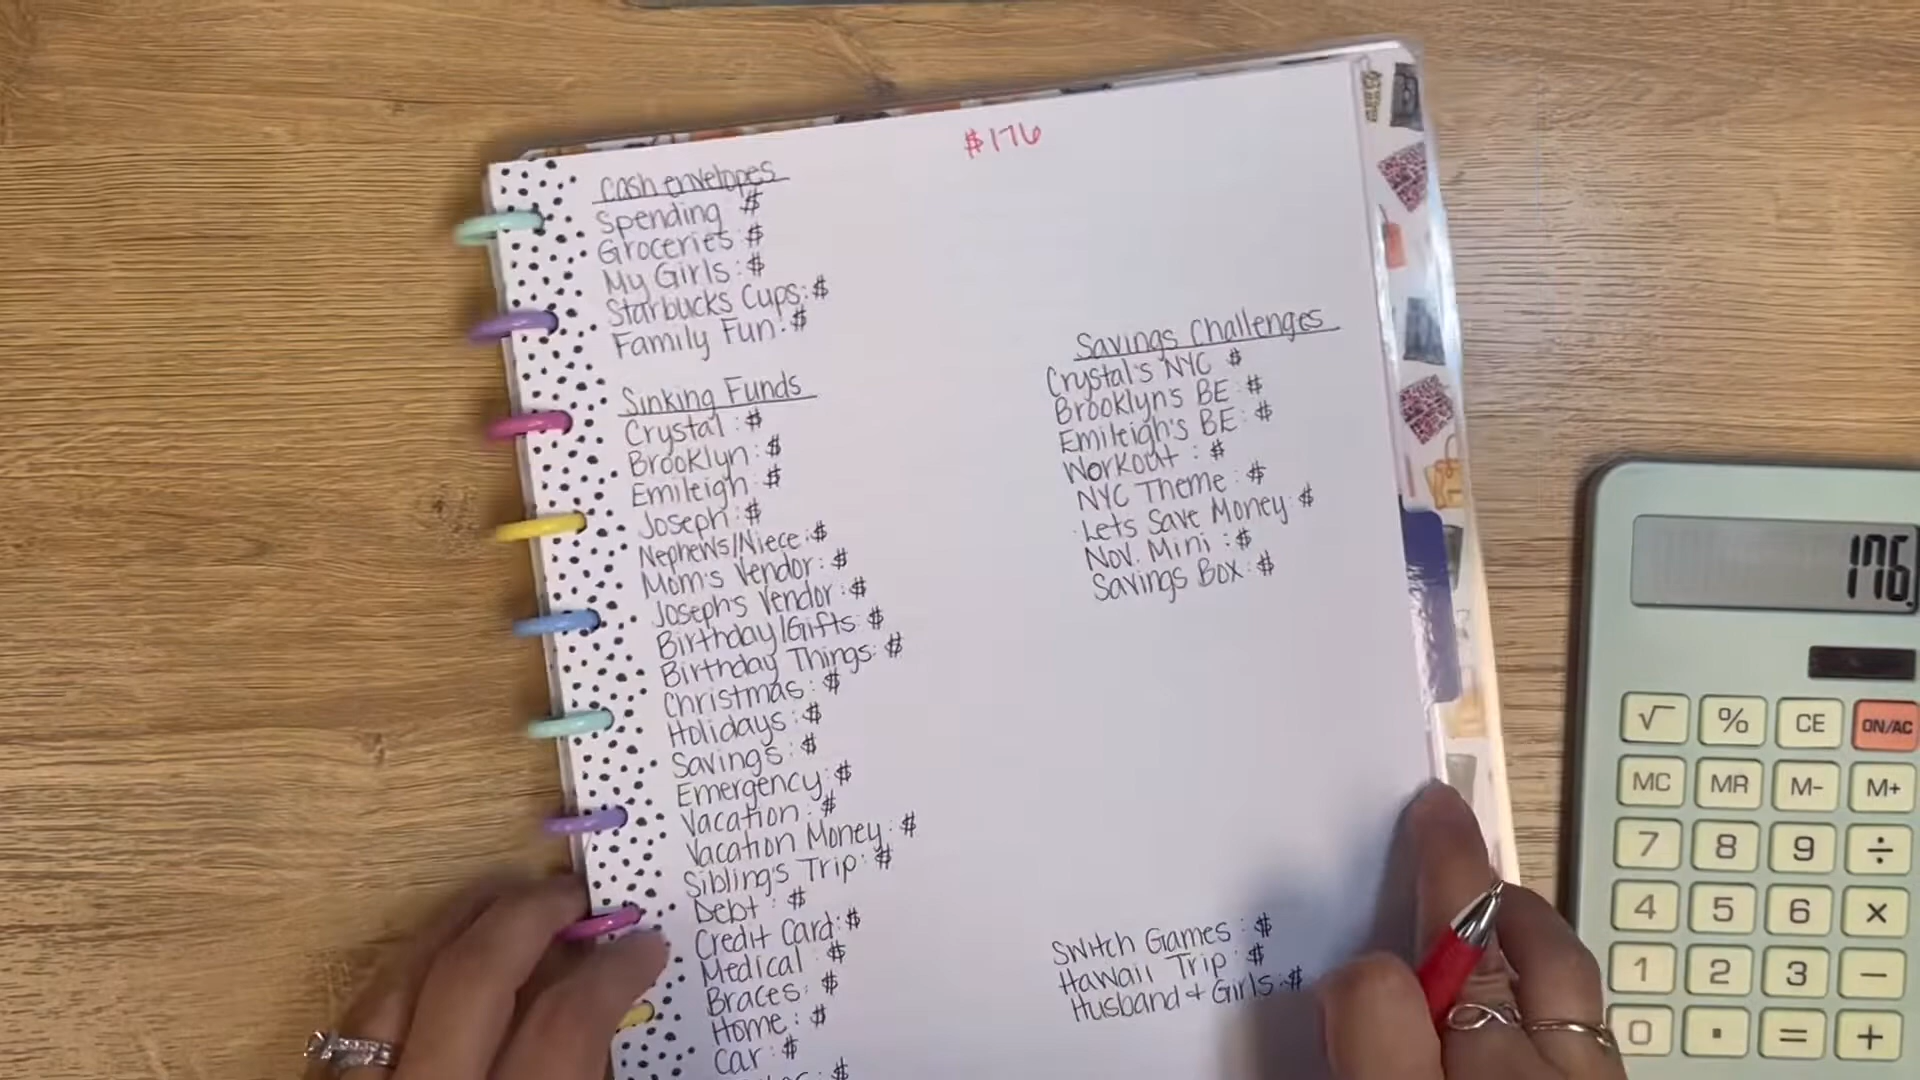 $176
Cash envelopes
Spending $
Groceries $
My Girls: $
Starbucks Cups: $
Family Fun: $
Sinking Funds
Crystal: $
Brooklyn: $
Emileigh: $
Joseph: $
Nephews/Niece: $
Mom's Vendor: $
Joseph's Vendor: $
Birthday/Gifts: $
Birthday Things: $
Christmas: $
Holidays: $
Savings: $
Emergency: $
Vacation: $
Vacation Money: $
Sibling's Trip: $
Debt: $
Credit Card: $
Medical: $
Braces: $
Home: $
Car: $
Savings Challenges
Crystal's NYC $
Brooklyn's BE: $
Emileigh's BE: $
Workout: $
NYC Theme: $
Lets Save Money: $
Nov. Mini: $
Savings Box: $
Switch Games: $
Hawaii Trip: $
Husband + Girls: $
176.
√ % CE ON/AC
MC MR M- M+
7 8 9 ÷
4 5 6 ×
1 2 3 −
0 . = +